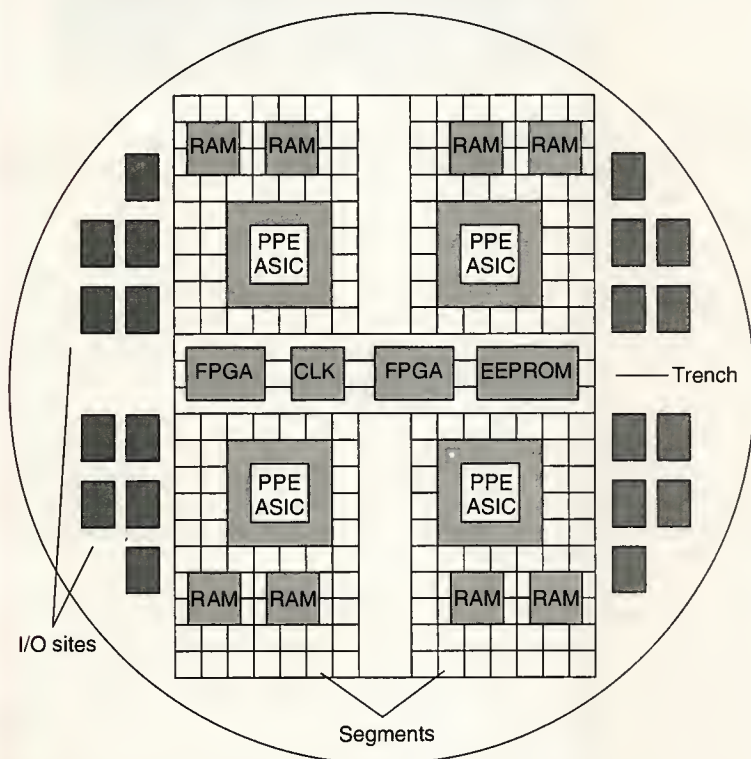 RAM RAM RAM RAM
PPE PPE
ASIC ASIC
FPGA CLK FPGA EEPROM
Trench
PPE PPE
ASIC ASIC
RAM RAM RAM RAM
I/O sites
Segments